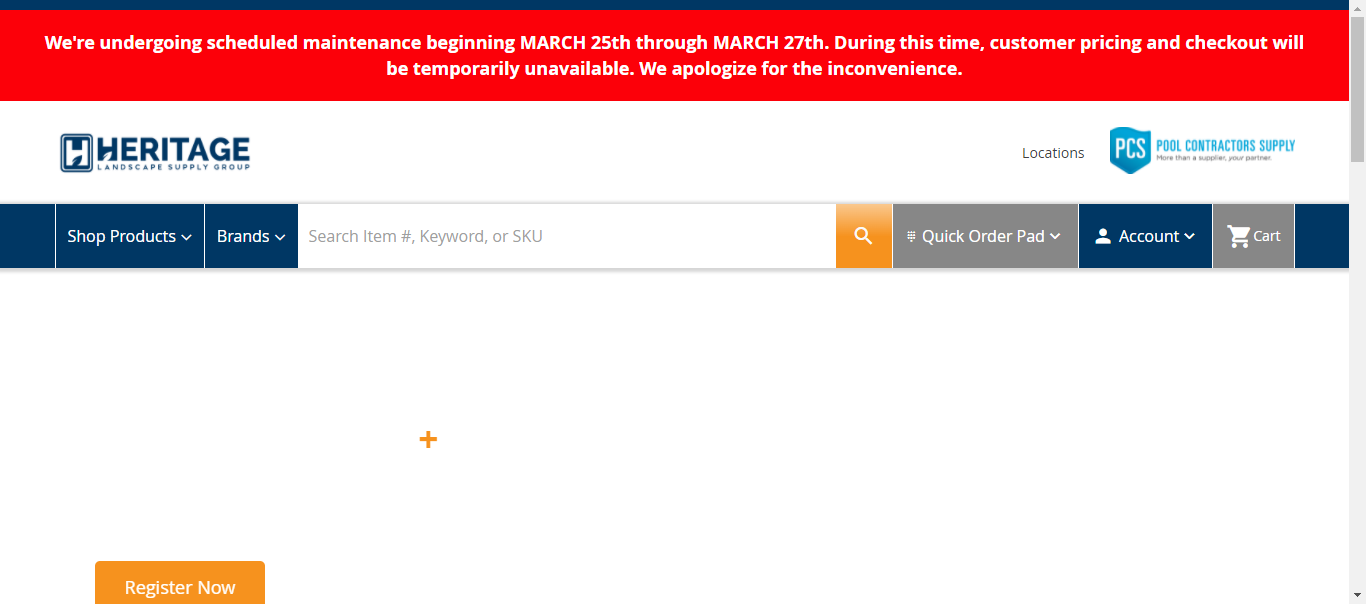 We're undergoing scheduled maintenance beginning MARCH 25th through MARCH 27th. During this time, customer pricing and checkout will
be temporarily unavailable. We apologize for the inconvenience.
HERITAGE
LANDSCAPE SUPPLY GROUP
Locations
PCS
POOL CONTRACTORS SUPPLY
More than a supplier, your partner.
Shop Products
Brands
Search Item #, Keyword, or SKU
Quick Order Pad
Account
Cart
+
Register Now